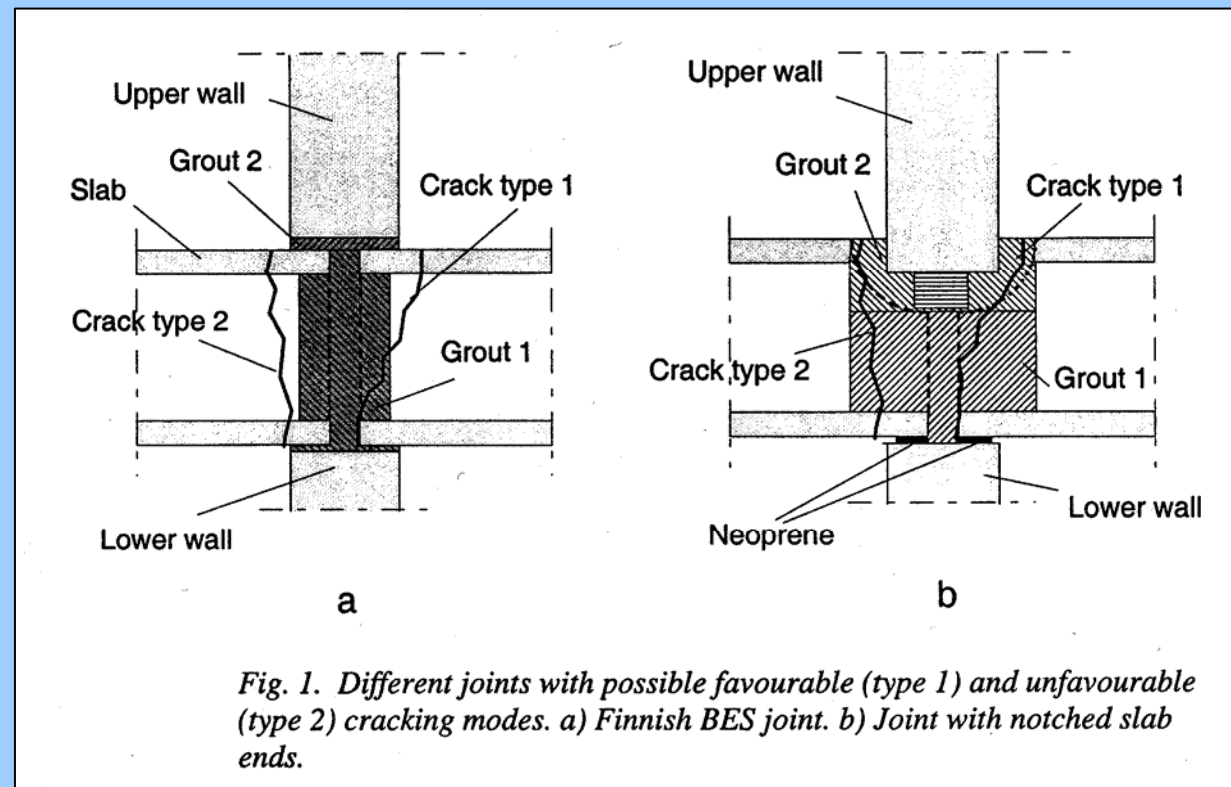 Upper wall
Grout 2
Slab
Crack type 1
Crack type 2
Grout 1
Lower wall
a
Upper wall
Grout 2
Crack type 1
Crack type 2
Grout 1
Lower wall
Neoprene
b
Fig. 1. Different joints with possible favourable (type 1) and unfavourable
(type 2) cracking modes. a) Finnish BES joint. b) Joint with notched slab
ends.